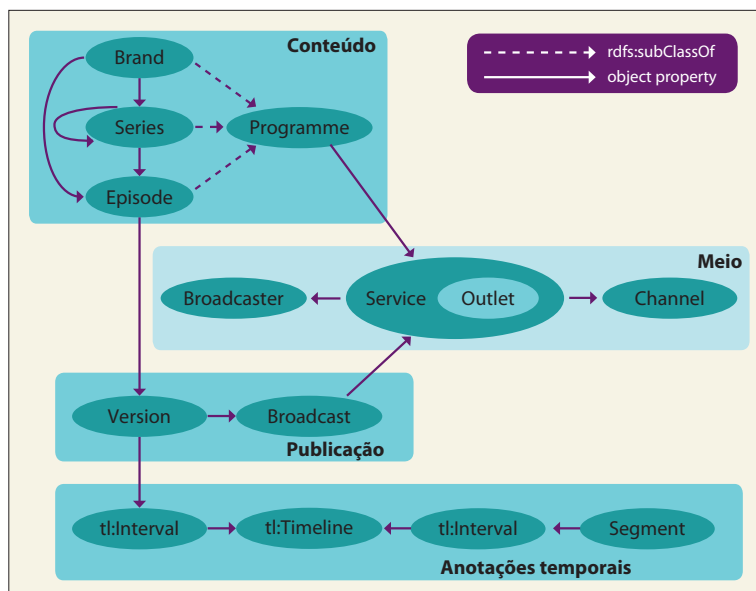 Conteúdo
rdfs:subClassOf
object property
Brand
Series
Programme
Episode
Meio
Broadcaster
Service
Outlet
Channel
Version
Broadcast
Publicação
tl:Interval
tl:Timeline
tl:Interval
Segment
Anotações temporais